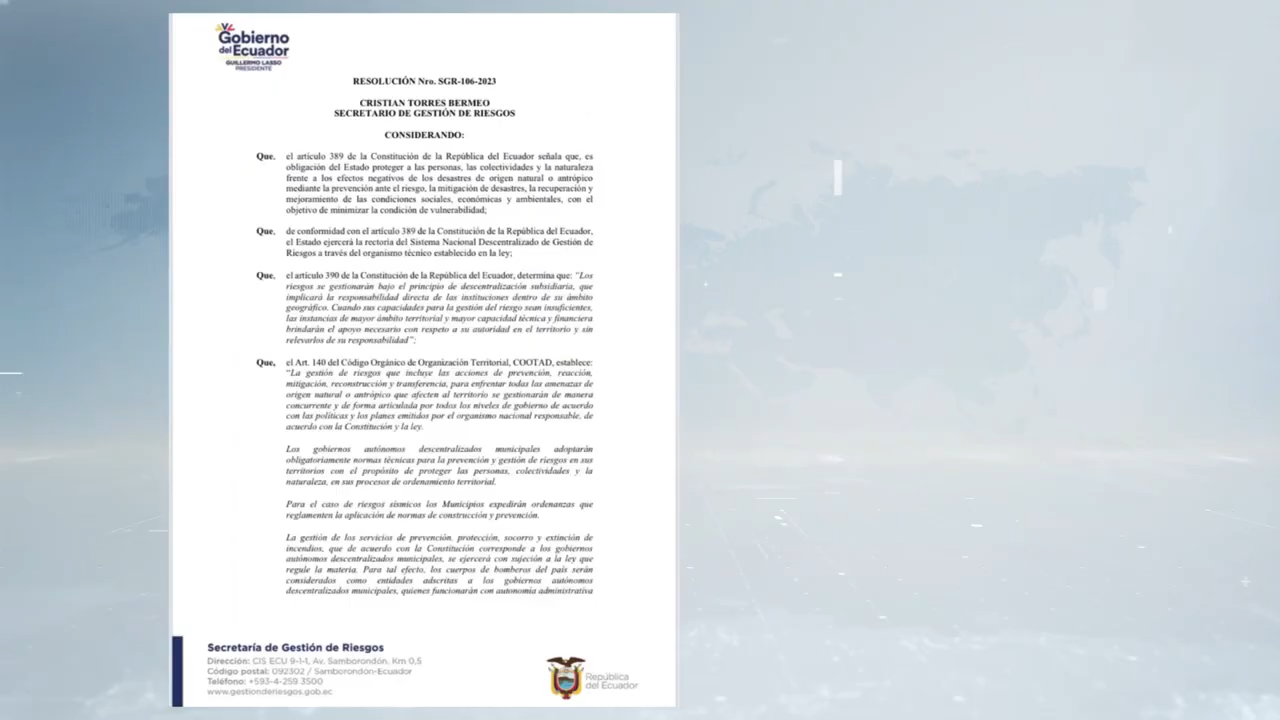 Gobierno
del Ecuador
GUILLERMO LASSO
PRESIDENTE
RESOLUCIÓN Nro. SGR-106-2023
CRISTIAN TORRES BERMEO
SECRETARIO DE GESTIÓN DE RIESGOS
CONSIDERANDO:
Que, el artículo 389 de la Constitución de la República del Ecuador señala que, es
obligación del Estado proteger a las personas, las colectividades y la naturaleza
frente a los efectos negativos de los desastres de origen natural o antrópico
mediante la prevención ante el riesgo, la mitigación de desastres, la recuperación y
mejoramiento de las condiciones sociales, económicas y ambientales, con el
objetivo de minimizar la condición de vulnerabilidad;
Que, de conformidad con el artículo 389 de la Constitución de la República del Ecuador,
el Estado ejercerá la rectoría del Sistema Nacional Descentralizado de Gestión de
Riesgos a través del organismo técnico establecido en la ley;
Que, el artículo 390 de la Constitución de la República del Ecuador, determina que: "Los
riesgos se gestionarán bajo el principio de descentralización subsidiaria, que
implicará la responsabilidad directa de las instituciones dentro de su ámbito
geográfico. Cuando sus capacidades para la gestión del riesgo sean insuficientes,
las instancias de mayor ámbito territorial y mayor capacidad técnica y financiera
brindarán el apoyo necesario con respeto a su autoridad en el territorio y sin
relevarlos de su responsabilidad";
Que, el Art. 140 del Código Orgánico de Organización Territorial, COOTAD, establece:
"La gestión de riesgos que incluye las acciones de prevención, reacción,
mitigación, reconstrucción y transferencia, para enfrentar todas las amenazas de
origen natural o antrópico que afecten al territorio se gestionarán de manera
concurrente y de forma articulada por todos los niveles de gobierno de acuerdo
con las políticas y los planes emitidos por el organismo nacional responsable, de
acuerdo con la Constitución y la ley.
Los gobiernos autónomos descentralizados municipales adoptarán
obligatoriamente normas técnicas para la prevención y gestión de riesgos en sus
territorios con el propósito de proteger las personas, colectividades y la
naturaleza, en sus procesos de ordenamiento territorial.
Para el caso de riesgos sísmicos los Municipios expedirán ordenanzas que
reglamenten la aplicación de normas de construcción y prevención.
La gestión de los servicios de prevención, protección, socorro y extinción de
incendios, que de acuerdo con la Constitución corresponde a los gobiernos
autónomos descentralizados municipales, se ejercerá con sujeción a la ley que
regule la materia. Para tal efecto, los cuerpos de bomberos del país serán
considerados como entidades adscritas a los gobiernos autónomos
descentralizados municipales, quienes funcionarán con autonomía administrativa
Secretaría de Gestión de Riesgos
Dirección: CIS ECU 9-1-1, Av. Samborondón, Km 0,5
Código postal: 092302 / Samborondón-Ecuador
Teléfono: +593-4-259 3500
www.gestionderiesgos.gob.ec
República
del Ecuador